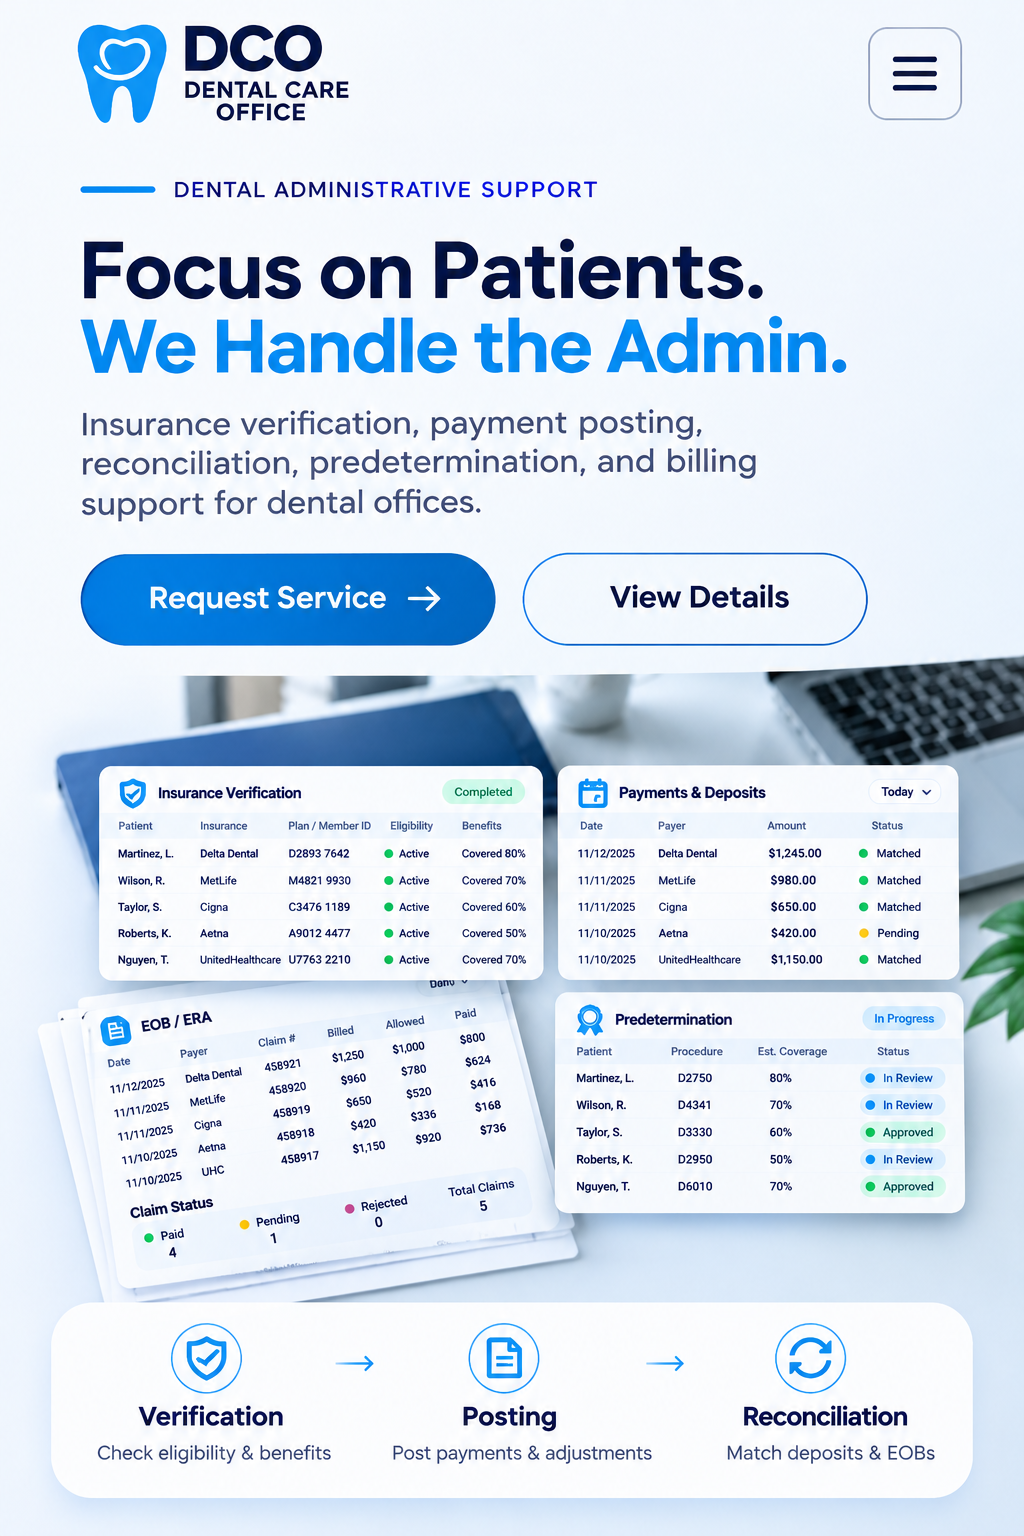 DCO
DENTAL CARE
OFFICE
DENTAL ADMINISTRATIVE SUPPORT
Focus on Patients.
We Handle the Admin.
Insurance verification, payment posting,
reconciliation, predetermination, and billing
support for dental offices.
Request Service →
View Details
Insurance Verification Completed
Patient Insurance Plan / Member ID Eligibility Benefits
Martinez, L. Delta Dental D2893 7642 Active Covered 80%
Wilson, R. MetLife M4821 9930 Active Covered 70%
Taylor, S. Cigna C3476 1189 Active Covered 60%
Roberts, K. Aetna A9012 4477 Active Covered 50%
Nguyen, T. UnitedHealthcare U7763 2210 Active Covered 70%
Payments & Deposits Today
Date Payer Amount Status
11/12/2025 Delta Dental $1,245.00 Matched
11/11/2025 MetLife $980.00 Matched
11/11/2025 Cigna $650.00 Matched
11/10/2025 Aetna $420.00 Pending
11/10/2025 UnitedHealthcare $1,150.00 Matched
EOB / ERA
Date Payer Claim # Billed Allowed Paid
11/12/2025 Delta Dental 458921 $1,250 $1,000 $800
11/11/2025 MetLife 458920 $960 $780 $624
11/11/2025 Cigna 458919 $650 $520 $416
11/10/2025 Aetna 458918 $420 $336 $168
11/10/2025 UHC 458917 $1,150 $920 $736
Claim Status
Paid Pending Rejected Total Claims
4 1 0 5
Predetermination In Progress
Patient Procedure Est. Coverage Status
Martinez, L. D2750 80% In Review
Wilson, R. D4341 70% In Review
Taylor, S. D3330 60% Approved
Roberts, K. D2950 50% In Review
Nguyen, T. D6010 70% Approved
Verification → Posting → Reconciliation
Check eligibility & benefits Post payments & adjustments Match deposits & EOBs